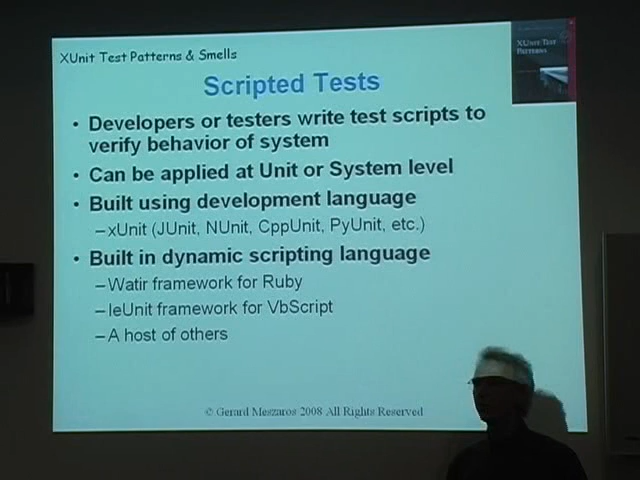 XUnit Test Patterns & Smells
XUNIT TEST
PATTERNS
Scripted Tests
• Developers or testers write test scripts to
verify behavior of system
• Can be applied at Unit or System level
• Built using development language
–xUnit (JUnit, NUnit, CppUnit, PyUnit, etc.)
• Built in dynamic scripting language
–Watir framework for Ruby
–IeUnit framework for VbScript
–A host of others
© Gerard Meszaros 2008 All Rights Reserved